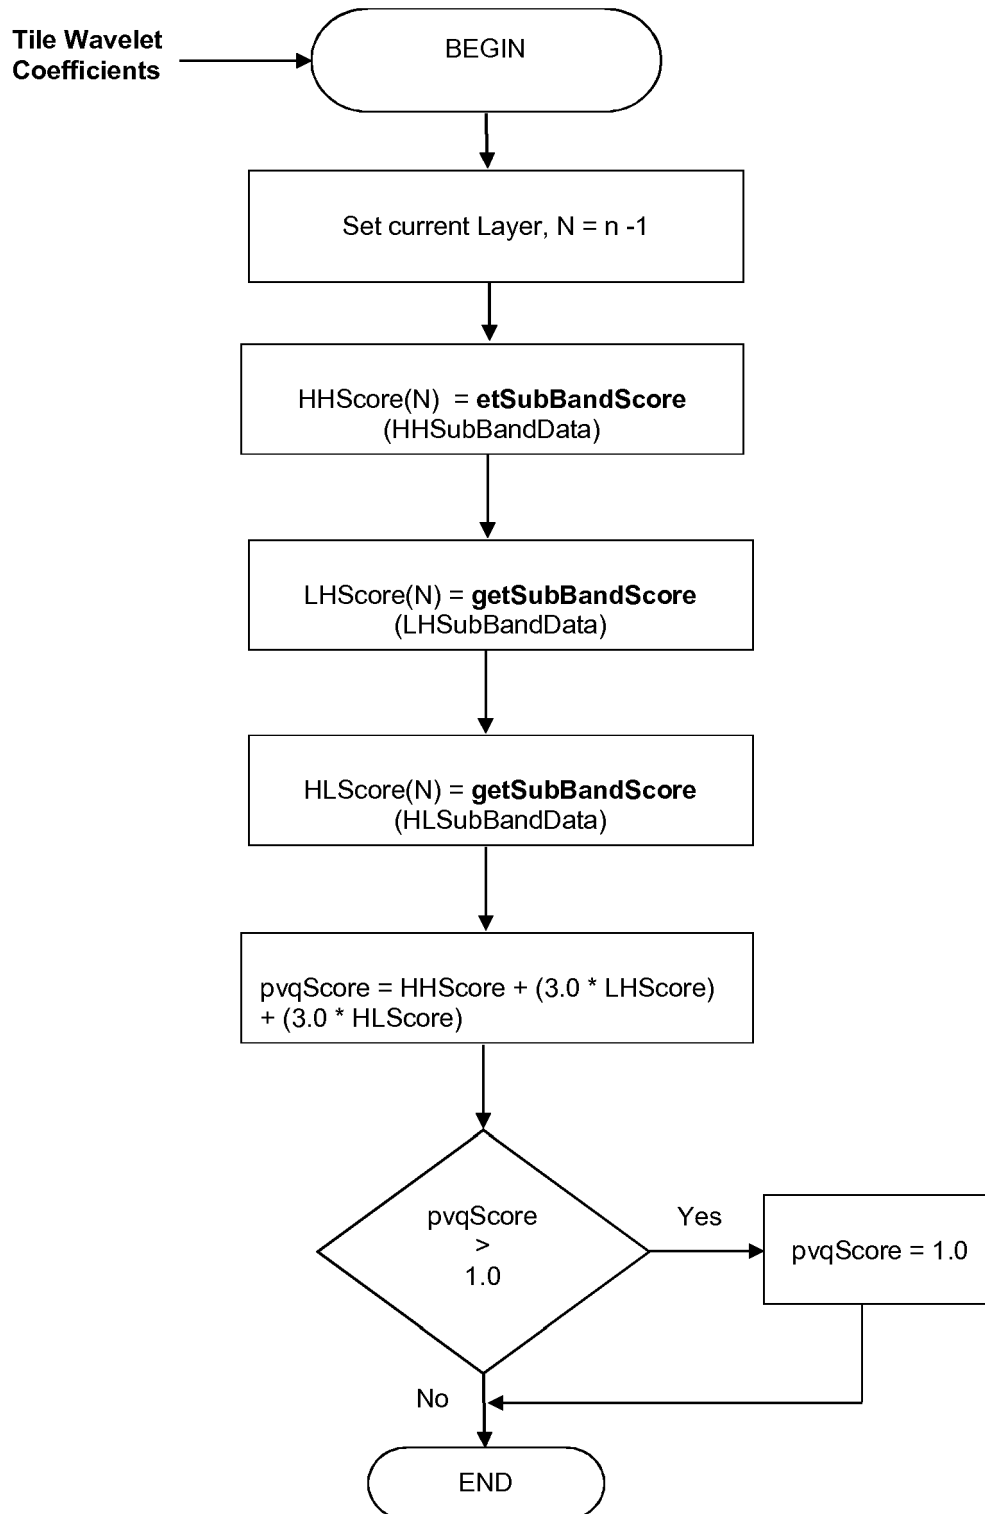 Tile Wavelet
Coefficients
BEGIN
Set current Layer, N = n -1
HHScore(N)  = etSubBandScore
(HHSubBandData)
LHScore(N) = getSubBandScore
(LHSubBandData)
HLScore(N) = getSubBandScore
(HLSubBandData)
pvqScore = HHScore + (3.0 * LHScore)
+ (3.0 * HLScore)
pvqScore
>
1.0
Yes
pvqScore = 1.0
No
END